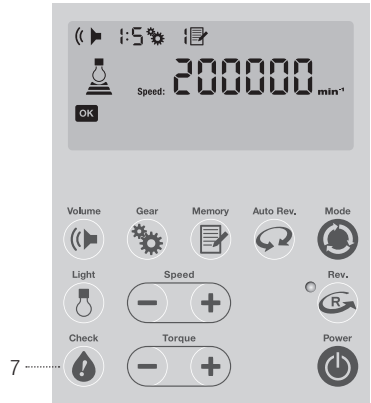 1:5 1
Speed: 200000 min⁻¹
OK
Volume Gear Memory Auto Rev. Mode
Light Speed Rev.
R
7 Check Torque Power